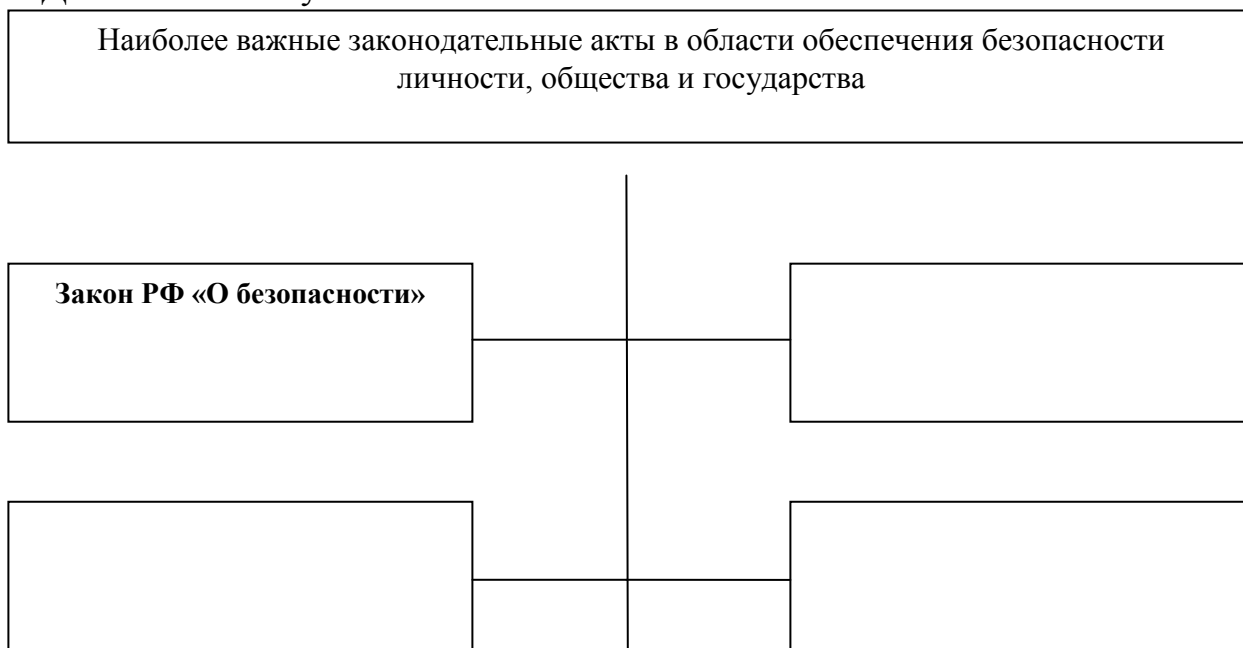 Наиболее важные законодательные акты в области обеспечения безопасности
личности, общества и государства
Закон РФ «О безопасности»